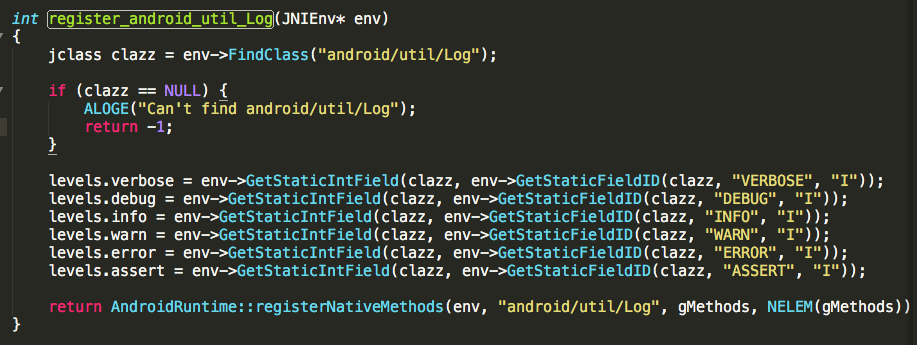 int register_android_util_Log(JNIEnv* env)
{
    jclass clazz = env->FindClass("android/util/Log");

    if (clazz == NULL) {
        ALOGE("Can't find android/util/Log");
        return -1;
    }

    levels.verbose = env->GetStaticIntField(clazz, env->GetStaticFieldID(clazz, "VERBOSE", "I"));
    levels.debug = env->GetStaticIntField(clazz, env->GetStaticFieldID(clazz, "DEBUG", "I"));
    levels.info = env->GetStaticIntField(clazz, env->GetStaticFieldID(clazz, "INFO", "I"));
    levels.warn = env->GetStaticIntField(clazz, env->GetStaticFieldID(clazz, "WARN", "I"));
    levels.error = env->GetStaticIntField(clazz, env->GetStaticFieldID(clazz, "ERROR", "I"));
    levels.assert = env->GetStaticIntField(clazz, env->GetStaticFieldID(clazz, "ASSERT", "I"));

    return AndroidRuntime::registerNativeMethods(env, "android/util/Log", gMethods, NELEM(gMethods))
}